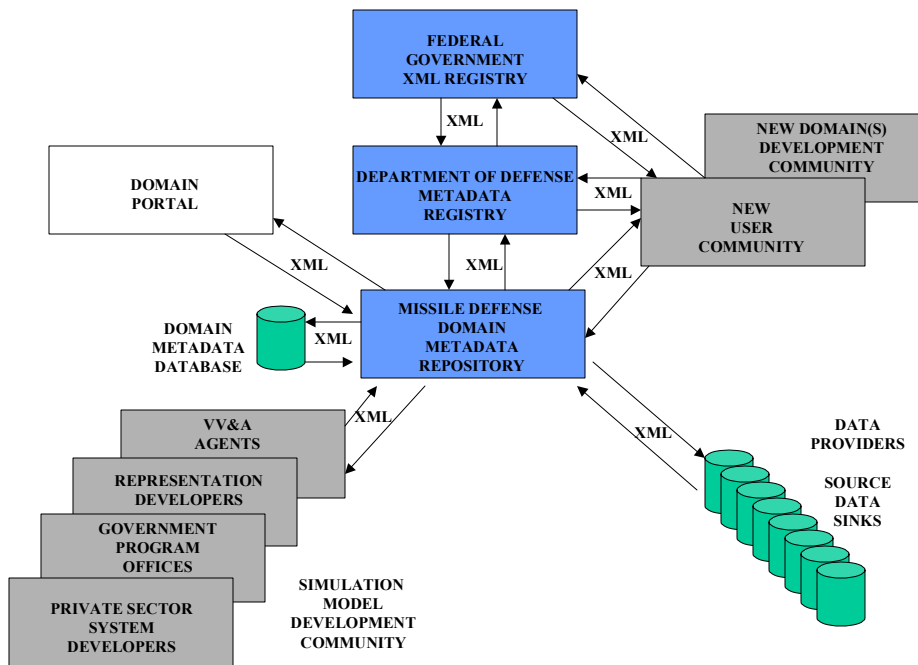 FEDERAL
GOVERNMENT
XML REGISTRY
XML
XML
NEW DOMAIN(S)
DEVELOPMENT
COMMUNITY
DEPARTMENT OF DEFENSE
METADATA
REGISTRY
XML
DOMAIN
PORTAL
NEW
USER
COMMUNITY
XML
XML
XML
MISSILE DEFENSE
DOMAIN
METADATA
REPOSITORY
DOMAIN
METADATA
DATABASE
XML
VV&A
AGENTS
XML
XML
DATA
PROVIDERS
SOURCE
DATA
SINKS
REPRESENTATION
DEVELOPERS
GOVERNMENT
PROGRAM
OFFICES
PRIVATE SECTOR
SYSTEM
DEVELOPERS
SIMULATION
MODEL
DEVELOPMENT
COMMUNITY